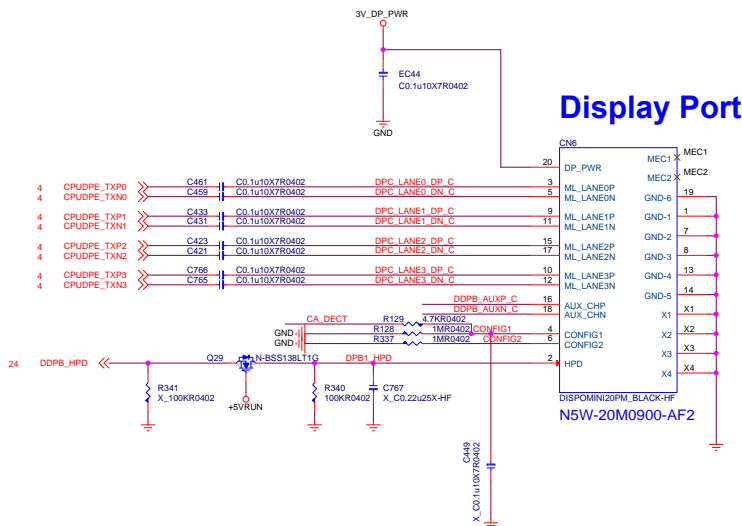 3V_DP_PWR
EC44
C0.1u10X7R0402
GND
Display Port
CN6
20 DP_PWR MEC1 MEC1
MEC2 MEC2
4 CPUDPE_TXP0 C461 C0.1u10X7R0402 DPC_LANE0_DP_C 3 ML_LANE0P GND-6 19
4 CPUDPE_TXN0 C459 C0.1u10X7R0402 DPC_LANE0_DN_C 5 ML_LANE0N
GND-1 1
4 CPUDPE_TXP1 C433 C0.1u10X7R0402 DPC_LANE1_DP_C 9 ML_LANE1P
4 CPUDPE_TXN1 C431 C0.1u10X7R0402 DPC_LANE1_DN_C 11 ML_LANE1N
GND-2 7
4 CPUDPE_TXP2 C423 C0.1u10X7R0402 DPC_LANE2_DP_C 15 ML_LANE2P
4 CPUDPE_TXN2 C421 C0.1u10X7R0402 DPC_LANE2_DN_C 17 ML_LANE2N GND-3 8
4 CPUDPE_TXP3 C766 C0.1u10X7R0402 DPC_LANE3_DP_C 10 ML_LANE3P GND-4 13
4 CPUDPE_TXN3 C765 C0.1u10X7R0402 DPC_LANE3_DN_C 12 ML_LANE3N
GND-5 14
DDPB_AUXP_C 16 AUX_CHP
DDPB_AUXN_C 18 AUX_CHN X1 X1
CA_DECT R129 4.7KR0402
GND R128 1MR0402 CONFIG1 4 CONFIG1 X2 X2
GND R337 1MR0402 CONFIG2 6 CONFIG2
X3 X3
24 DDPB_HPD Q29 N-BSS138LT1G DPB1_HPD 2 HPD
X4 X4
R341
X_100KR0402
+5VRUN
R340
100KR0402
C767
X_C0.22u25X-HF
DISPOMINI20PM_BLACK-HF
N5W-20M0900-AF2
C449
X_C0.1u10X7R0402